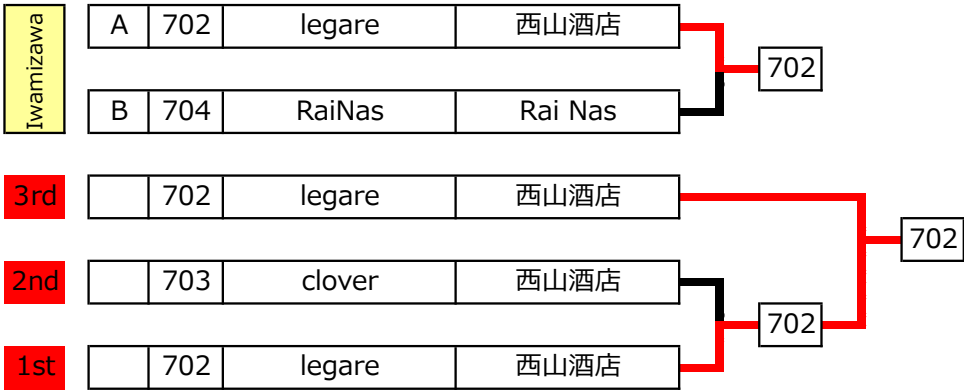 Iwamizawa
A 702 legare 西山酒店
702
B 704 RaiNas Rai Nas
3rd 702 legare 西山酒店
702
2nd 703 clover 西山酒店
702
1st 702 legare 西山酒店